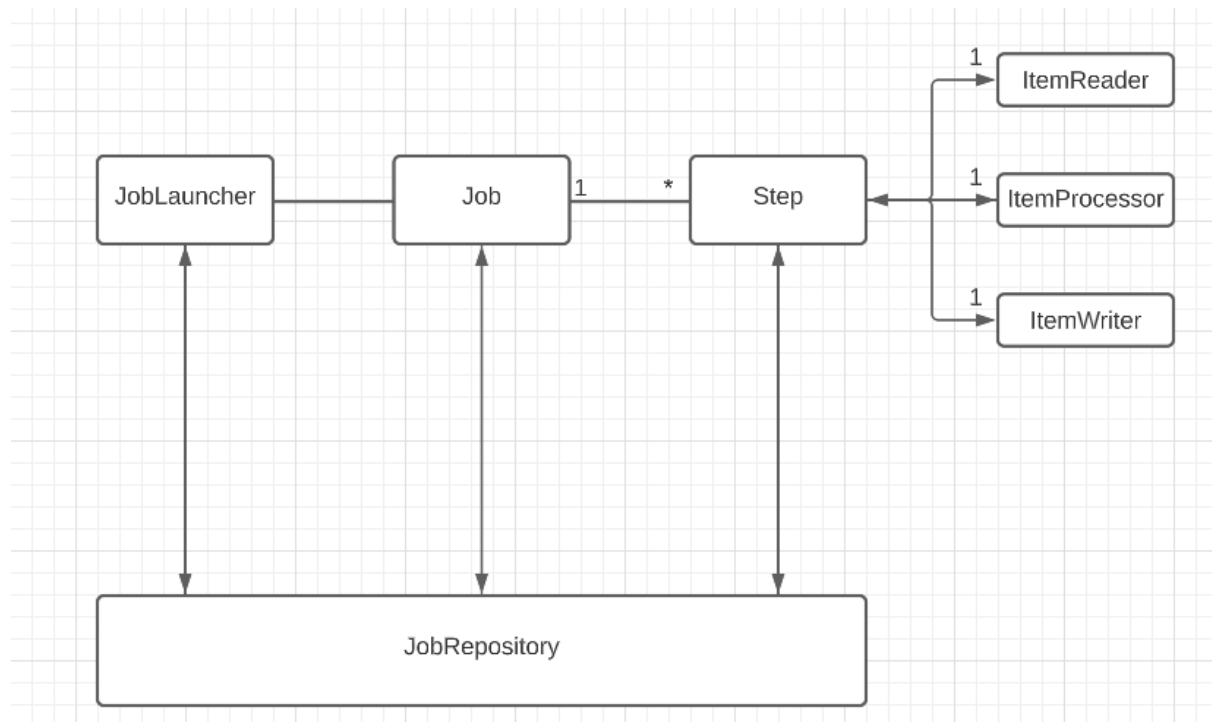 1
ItemReader
JobLauncher
Job
1
*
Step
1
ItemProcessor
1
ItemWriter
JobRepository